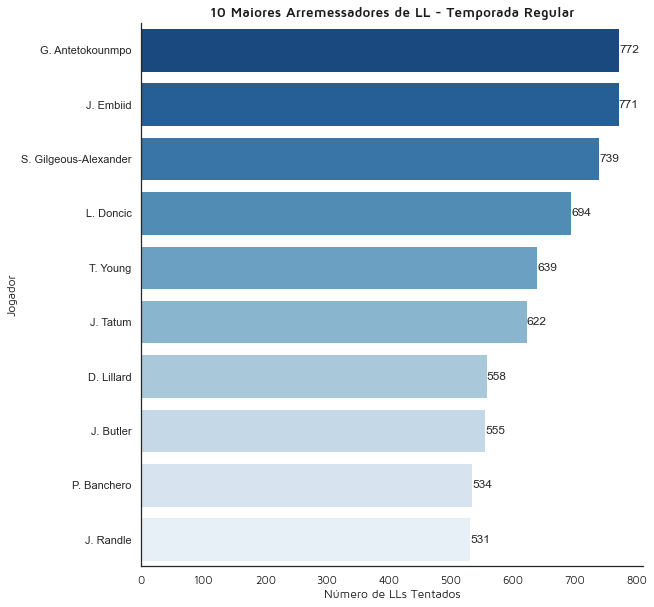 10 Maiores Arremessadores de LL - Temporada Regular
G. Antetokounmpo 772
J. Embiid 771
S. Gilgeous-Alexander 739
L. Doncic 694
T. Young 639
J. Tatum 622
D. Lillard 558
J. Butler 555
P. Banchero 534
J. Randle 531
Jogador
0 100 200 300 400 500 600 700 800
Número de LLs Tentados